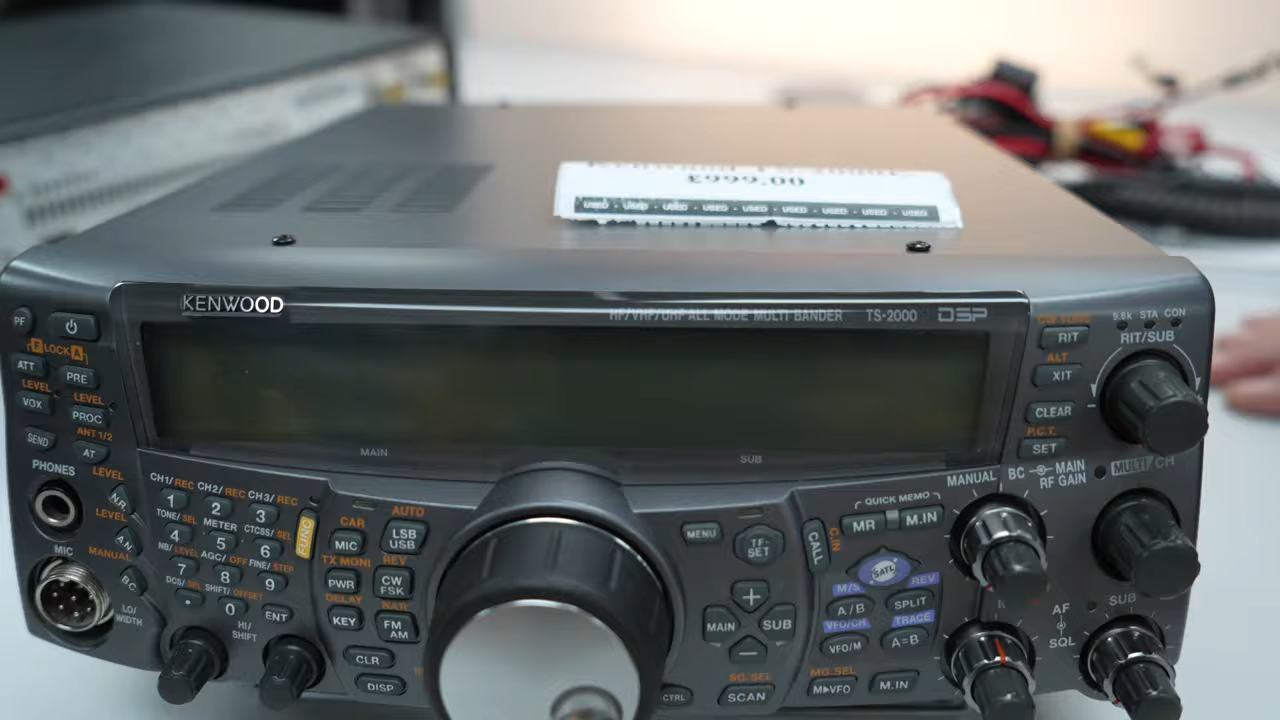 £999.00
USED - USED - USED - USED - USED - USED - USED - USED - USED
KENWOOD
HF/VHF/UHF ALL MODE MULTI BANDER TS-2000 DSP
MAIN
SUB
PF
F LOCK A
ATT
PRE
LEVEL
VOX
LEVEL
PROC
SEND
ANT 1/2
AT
PHONES
LEVEL
N.R.
LEVEL
A.N.
MIC
MANUAL
BC
LO/
WIDTH
HI/
SHIFT
CH1/REC CH2/REC CH3/REC
1
2
3
TONE/SEL
METER
CTCSS/SEL
4
5
6
NB/LEVEL
AGC/OFF
FINE/STEP
7
8
9
DCS/SEL
SHIFT/OFFSET
•
0
ENT
FUNC
CAR
MIC
AUTO
LSB
USB
TX MONI
PWR
REV
CW
FSK
DELAY
KEY
FM
AM
CLR
DISP
MENU
TF-
SET
+
MAIN
SUB
−
CTRL
SG.SEL
SCAN
CALL
C.IN
QUICK MEMO
MR
M.IN
SATL
M/S
REV
A/B
SPLIT
VFO/CH
TRACE
VFO/M
A=B
MG.SEL
M▶VFO
M.IN
9.6k STA CON
RIT
RIT/SUB
ALT
XIT
CLEAR
P.C.T.
SET
MANUAL
BC
MAIN
RF GAIN
MULTI/CH
AF
SQL
SUB